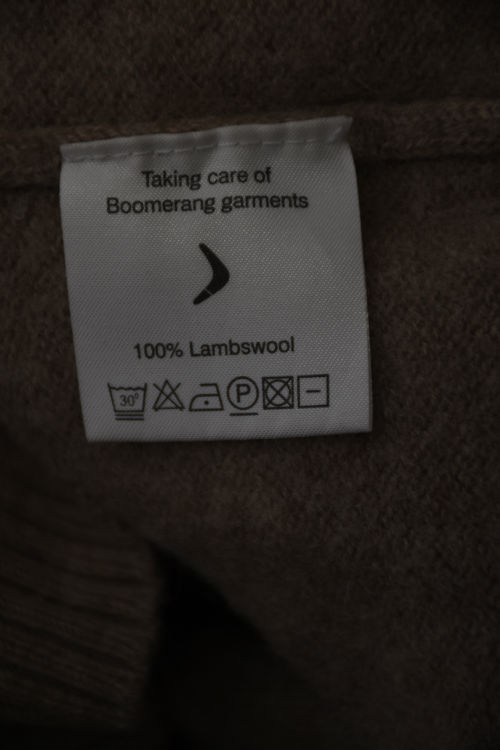 Taking care of
Boomerang garments
100% Lambswool
30° P